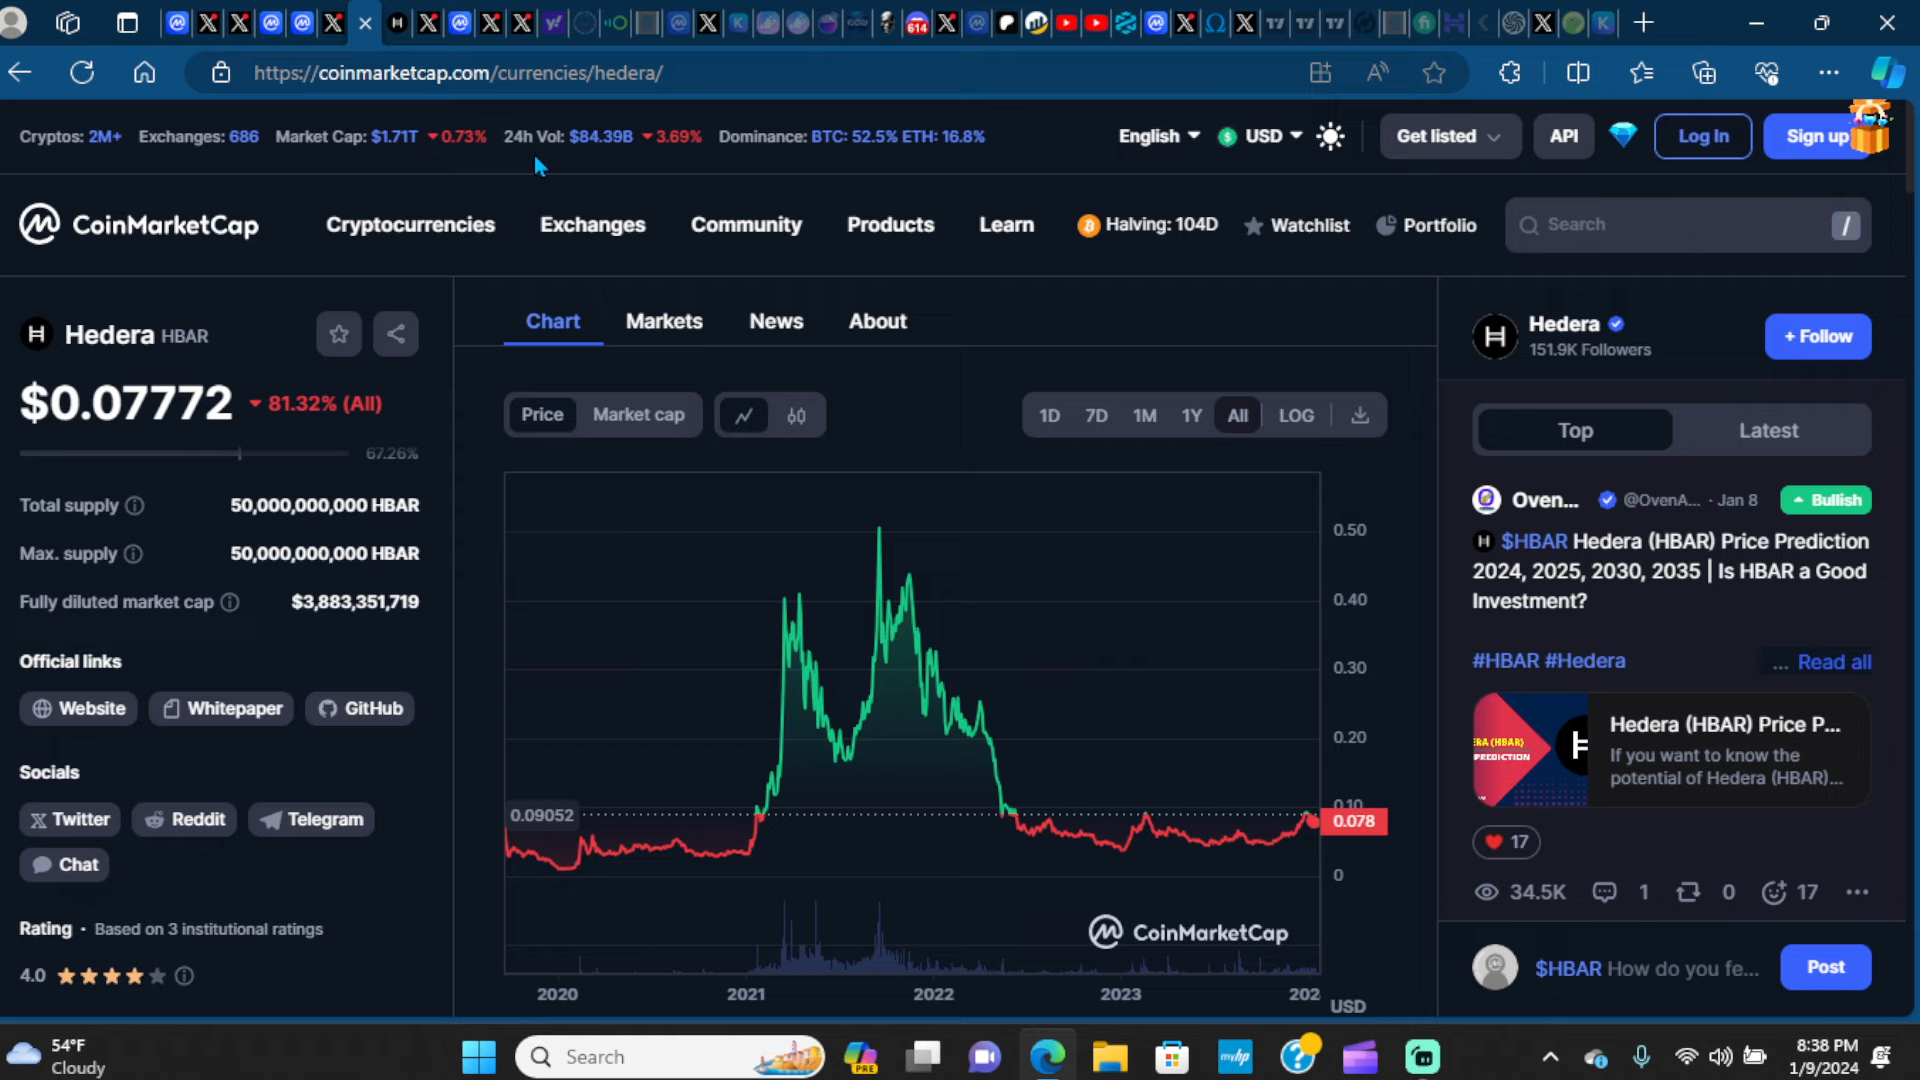 614
https://coinmarketcap.com/currencies/hedera/
Cryptos: 2M+ Exchanges: 686 Market Cap: $1.71T 0.73% 24h Vol: $84.39B 3.69% Dominance: BTC: 52.5% ETH: 16.8%
English USD Get listed API Log In Sign up
CoinMarketCap Cryptocurrencies Exchanges Community Products Learn Halving: 104D Watchlist Portfolio Search /
Hedera HBAR
$0.07772 81.32% (All)
67.26%
Total supply 50,000,000,000 HBAR
Max. supply 50,000,000,000 HBAR
Fully diluted market cap $3,883,351,719
Official links
Website Whitepaper GitHub
Socials
Twitter Reddit Telegram
Chat
Rating · Based on 3 institutional ratings
4.0
Chart Markets News About
Price Market cap
1D 7D 1M 1Y All LOG
0.50
0.40
0.30
0.20
0.10
0.09052
0.078
0
CoinMarketCap
2020 2021 2022 2023 202
USD
Hedera
151.9K Followers
+ Follow
Top Latest
Oven... @OvenA... · Jan 8 Bullish
$HBAR Hedera (HBAR) Price Prediction
2024, 2025, 2030, 2035 | Is HBAR a Good
Investment?
#HBAR #Hedera ... Read all
ERA (HBAR)
PREDICTION
Hedera (HBAR) Price P...
If you want to know the
potential of Hedera (HBAR)...
17
34.5K 1 0 17
$HBAR How do you fe... Post
54°F
Cloudy
Search
PRE
8:38 PM
1/9/2024